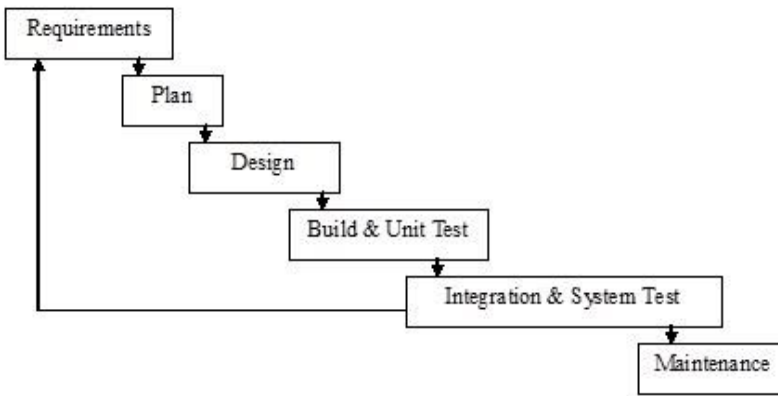 Requirements
Plan
Design
Build & Unit Test
Integration & System Test
Maintenance